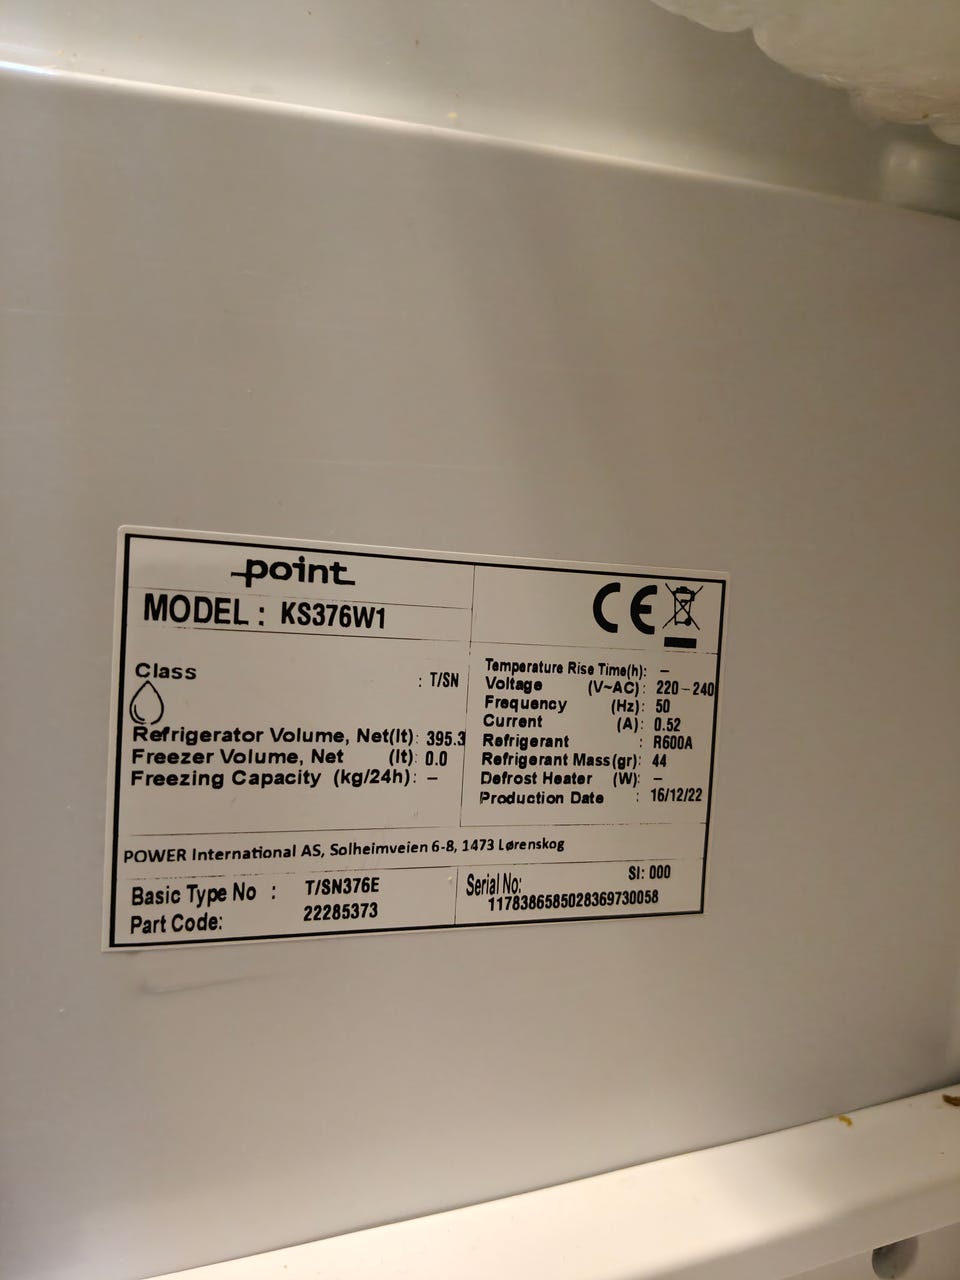 point
MODEL : KS376W1
CE
Class : T/SN
Refrigerator Volume, Net(lt): 395.3
Freezer Volume, Net (lt): 0.0
Freezing Capacity (kg/24h): –
Temperature Rise Time(h): –
Voltage (V~AC): 220-240
Frequency (Hz): 50
Current (A): 0.52
Refrigerant : R600A
Refrigerant Mass(gr): 44
Defrost Heater (W): –
Production Date : 16/12/22
POWER International AS, Solheimveien 6-8, 1473 Lørenskog
Basic Type No : T/SN376E
Part Code: 22285373
SI: 000
Serial No:
1178386585028369730058